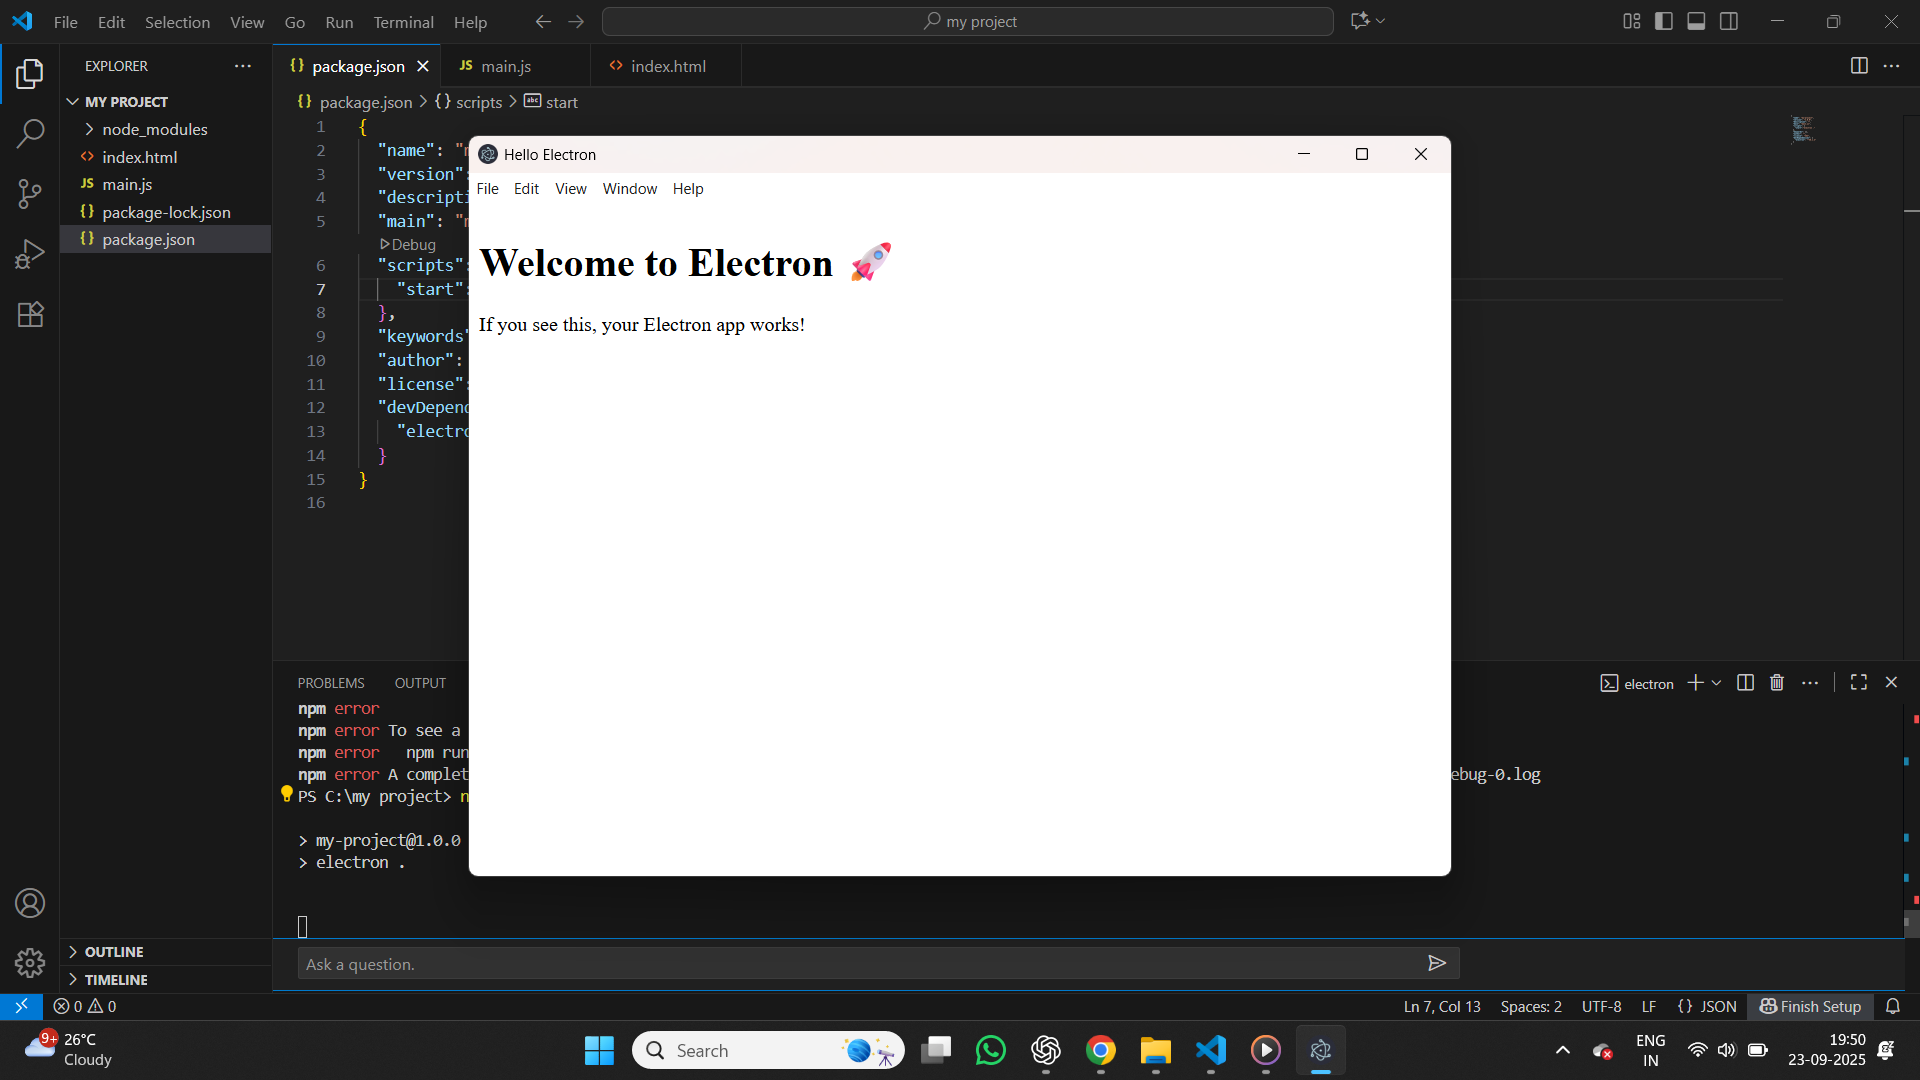 File Edit Selection View Go Run Terminal Help
my project
EXPLORER
MY PROJECT
node_modules
index.html
main.js
package-lock.json
package.json
OUTLINE
TIMELINE
package.json
main.js
index.html
package.json > {} scripts > start
1 {
2 "name":
3 "version":
4 "descripti
5 "main":
Debug
6 "scripts":
7 "start":
8 },
9 "keywords"
10 "author":
11 "license":
12 "devDepend
13 "electro
14 }
15 }
16
Hello Electron
File Edit View Window Help
Welcome to Electron 🚀
If you see this, your Electron app works!
PROBLEMS OUTPUT
electron
npm error
npm error To see a
npm error npm run
npm error A complet
ebug-0.log
PS C:\my project> n
> my-project@1.0.0
> electron .
Ask a question.
0 0
Ln 7, Col 13 Spaces: 2 UTF-8 LF {} JSON Finish Setup
9+
26°C
Cloudy
Search
ENG
IN
19:50
23-09-2025